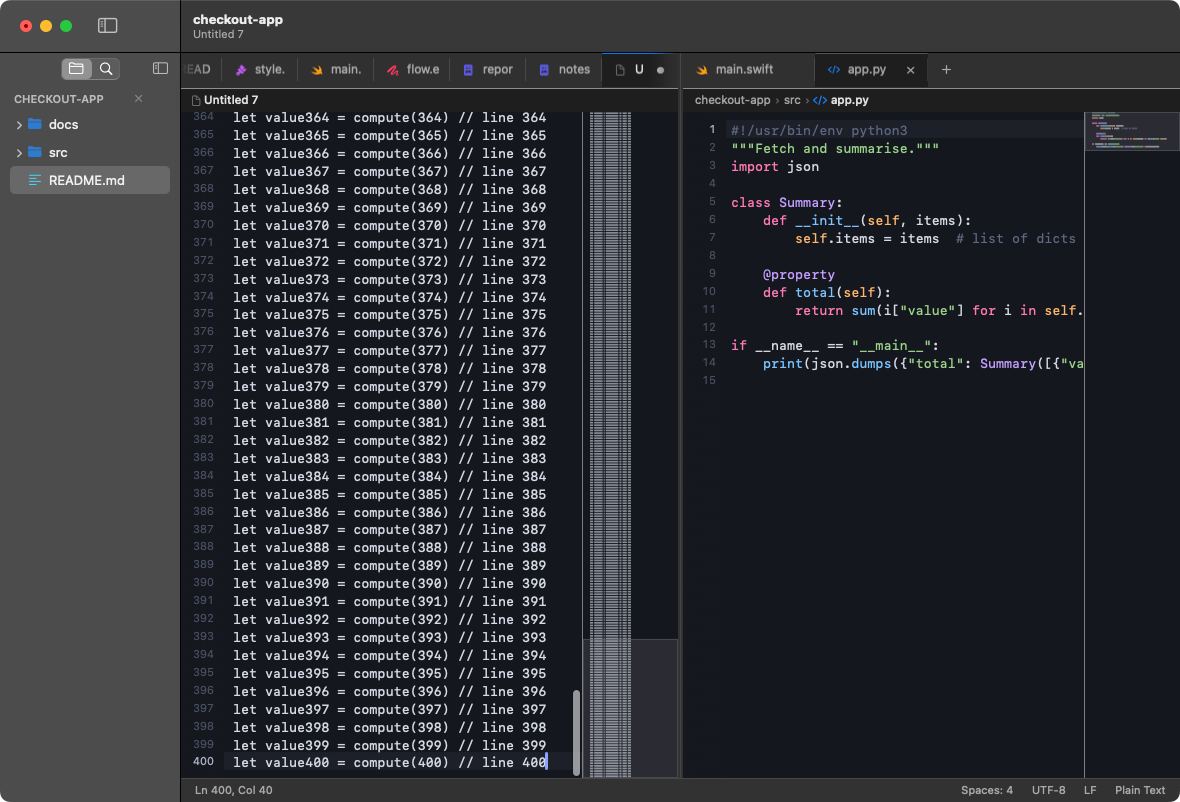 checkout-app
Untitled 7
EAD
style.
main.
flow.e
repor
notes
U
main.swift
app.py
CHECKOUT-APP
docs
src
README.md
Untitled 7
364 let value364 = compute(364) // line 364
365 let value365 = compute(365) // line 365
366 let value366 = compute(366) // line 366
367 let value367 = compute(367) // line 367
368 let value368 = compute(368) // line 368
369 let value369 = compute(369) // line 369
370 let value370 = compute(370) // line 370
371 let value371 = compute(371) // line 371
372 let value372 = compute(372) // line 372
373 let value373 = compute(373) // line 373
374 let value374 = compute(374) // line 374
375 let value375 = compute(375) // line 375
376 let value376 = compute(376) // line 376
377 let value377 = compute(377) // line 377
378 let value378 = compute(378) // line 378
379 let value379 = compute(379) // line 379
380 let value380 = compute(380) // line 380
381 let value381 = compute(381) // line 381
382 let value382 = compute(382) // line 382
383 let value383 = compute(383) // line 383
384 let value384 = compute(384) // line 384
385 let value385 = compute(385) // line 385
386 let value386 = compute(386) // line 386
387 let value387 = compute(387) // line 387
388 let value388 = compute(388) // line 388
389 let value389 = compute(389) // line 389
390 let value390 = compute(390) // line 390
391 let value391 = compute(391) // line 391
392 let value392 = compute(392) // line 392
393 let value393 = compute(393) // line 393
394 let value394 = compute(394) // line 394
395 let value395 = compute(395) // line 395
396 let value396 = compute(396) // line 396
397 let value397 = compute(397) // line 397
398 let value398 = compute(398) // line 398
399 let value399 = compute(399) // line 399
400 let value400 = compute(400) // line 400
checkout-app › src › app.py
1 #!/usr/bin/env python3
2 """Fetch and summarise."""
3 import json
4
5 class Summary:
6     def __init__(self, items):
7         self.items = items  # list of dicts
8
9     @property
10     def total(self):
11         return sum(i["value"] for i in self.
12
13 if __name__ == "__main__":
14     print(json.dumps({"total": Summary([{"va
15
Ln 400, Col 40
Spaces: 4
UTF-8
LF
Plain Text